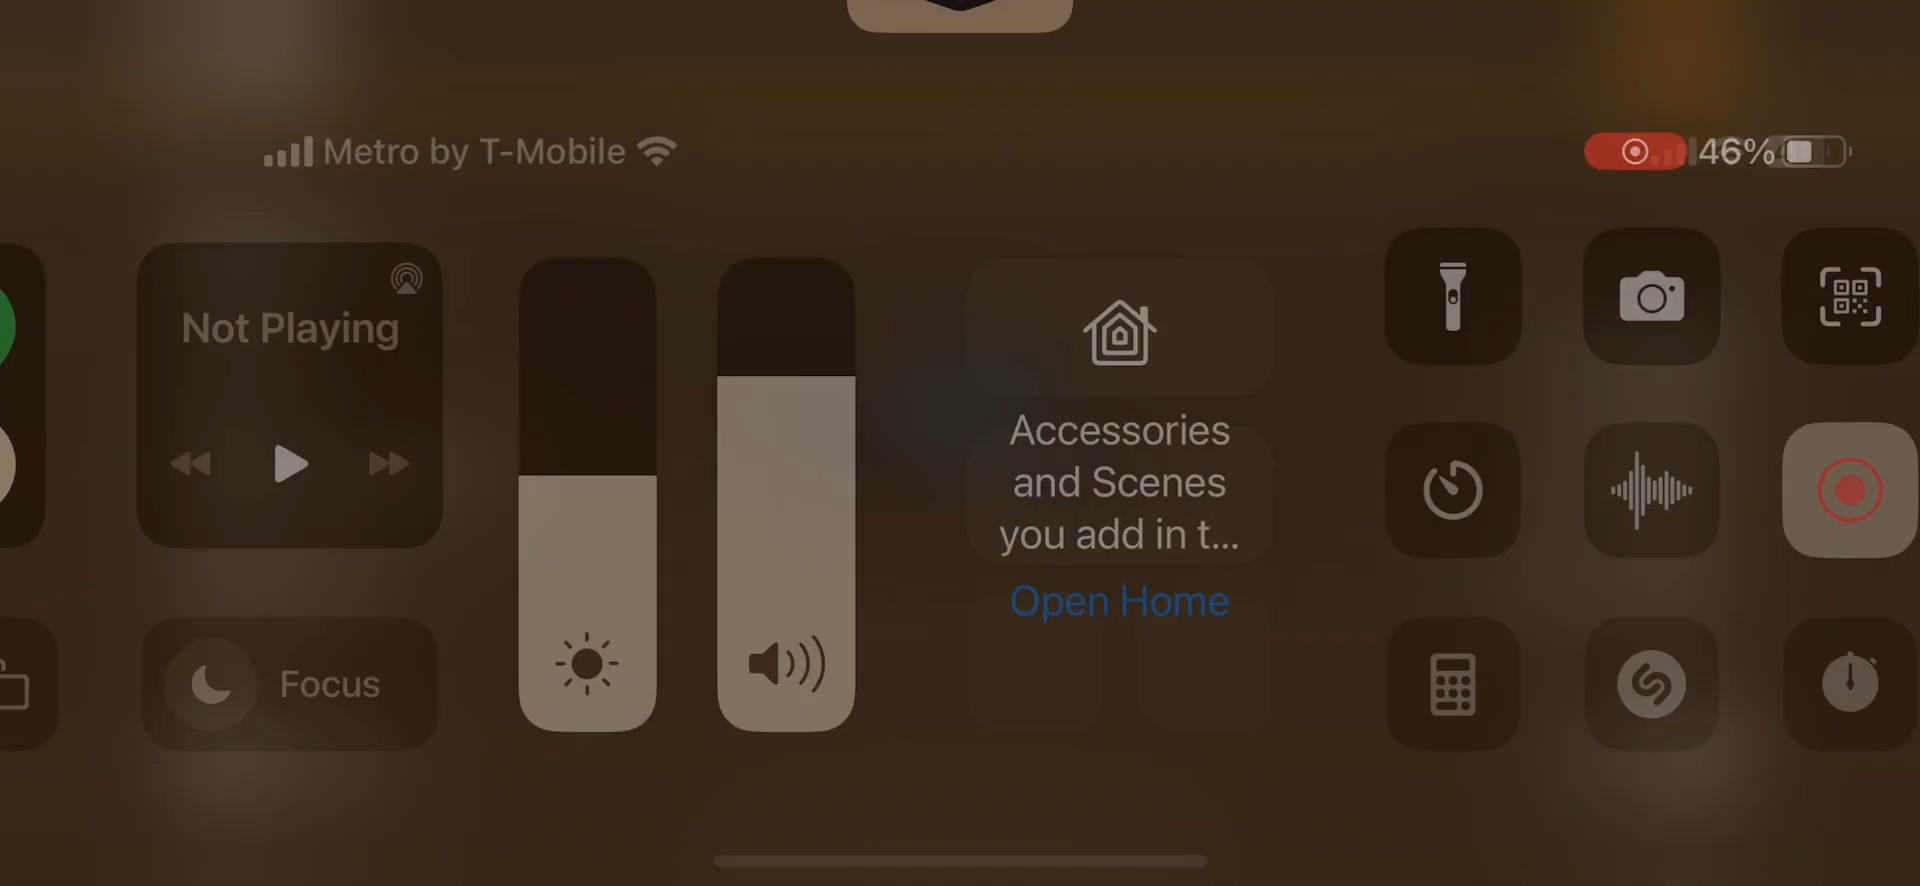 Metro by T-Mobile
46%
Not Playing
Focus
Accessories
and Scenes
you add in t...
Open Home